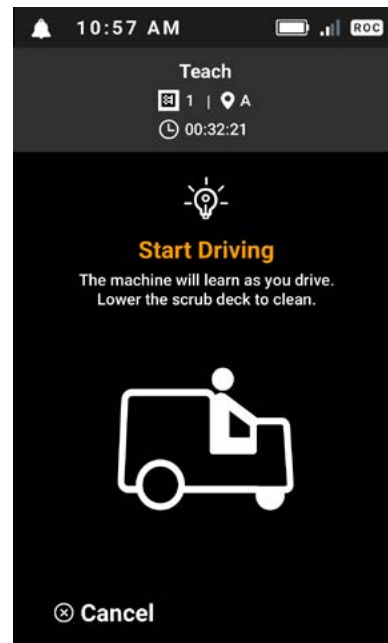 10:57 AM ROC
Teach
1 | A
00:32:21
Start Driving
The machine will learn as you drive.
Lower the scrub deck to clean.
Cancel